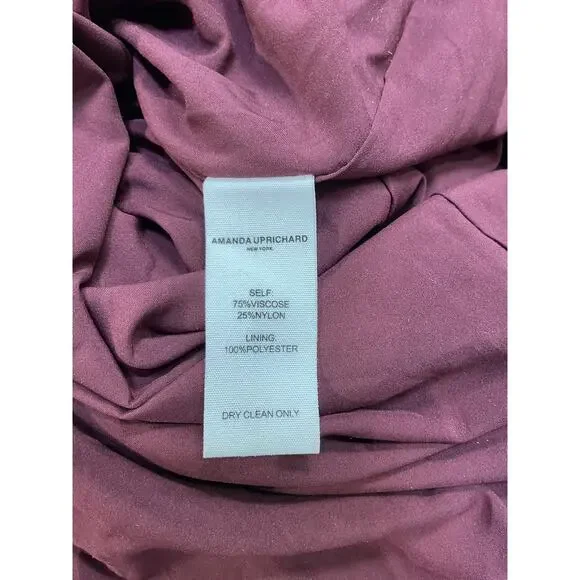 AMANDA UPRICHARD
NEW YORK.
SELF:
75%VISCOSE
25%NYLON
LINING:
100%POLYESTER
DRY CLEAN ONLY